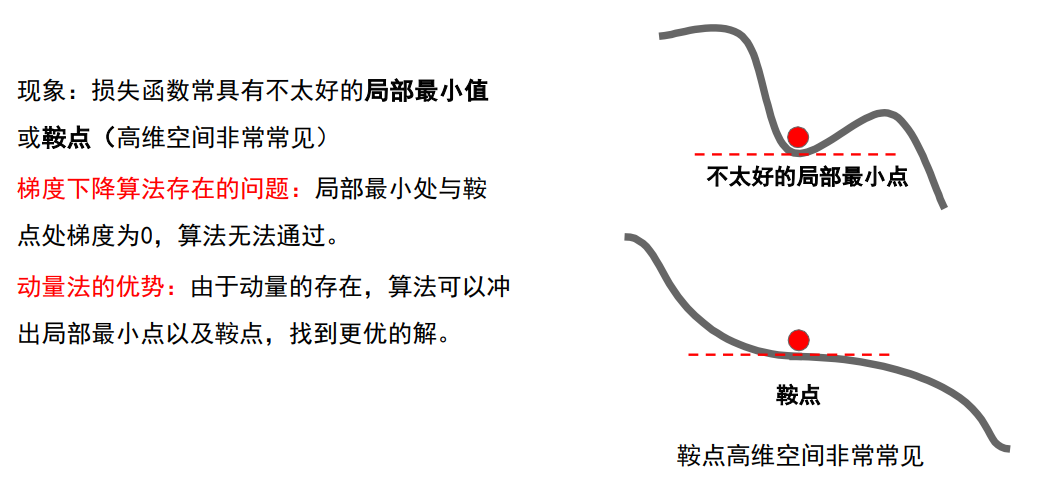 现象：损失函数常具有不太好的局部最小值
或鞍点（高维空间非常常见）
梯度下降算法存在的问题：局部最小处与鞍
点处梯度为0，算法无法通过。
动量法的优势：由于动量的存在，算法可以冲
出局部最小点以及鞍点，找到更优的解。
不太好的局部最小点
鞍点
鞍点高维空间非常常见